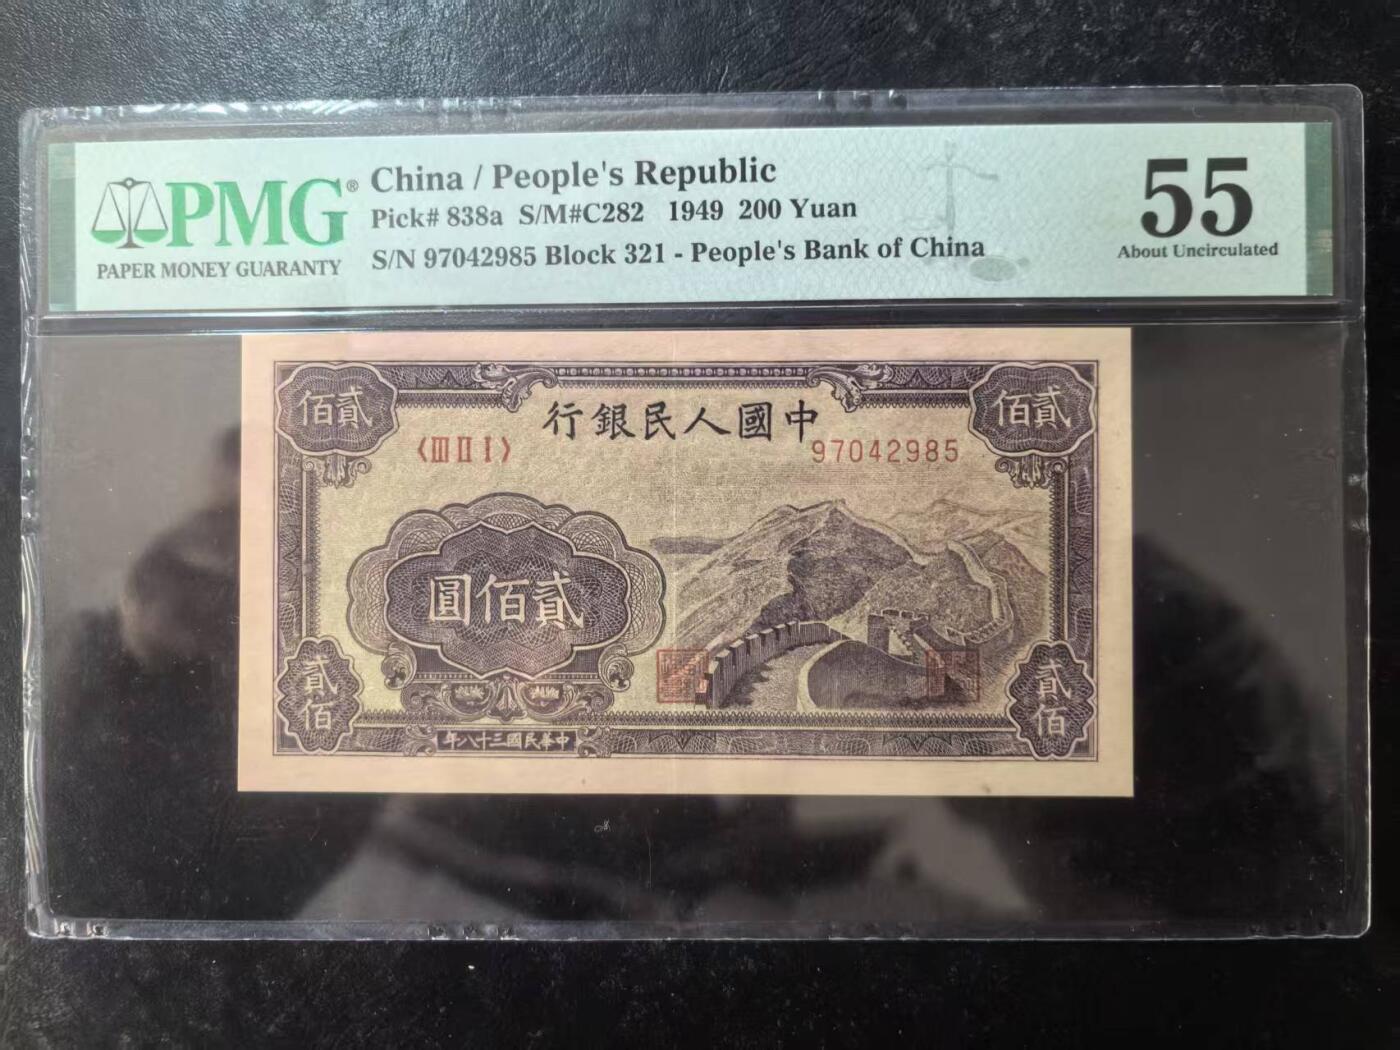 PMG®
PAPER MONEY GUARANTY
China / People's Republic
Pick# 838a S/M#C282 1949 200 Yuan
S/N 97042985 Block 321 - People's Bank of China
55
About Uncirculated
佰貳
行銀民人國中
佰貳
〈III II I〉
97042985
圓佰貳
貳佰
貳佰
年八十三國民華中